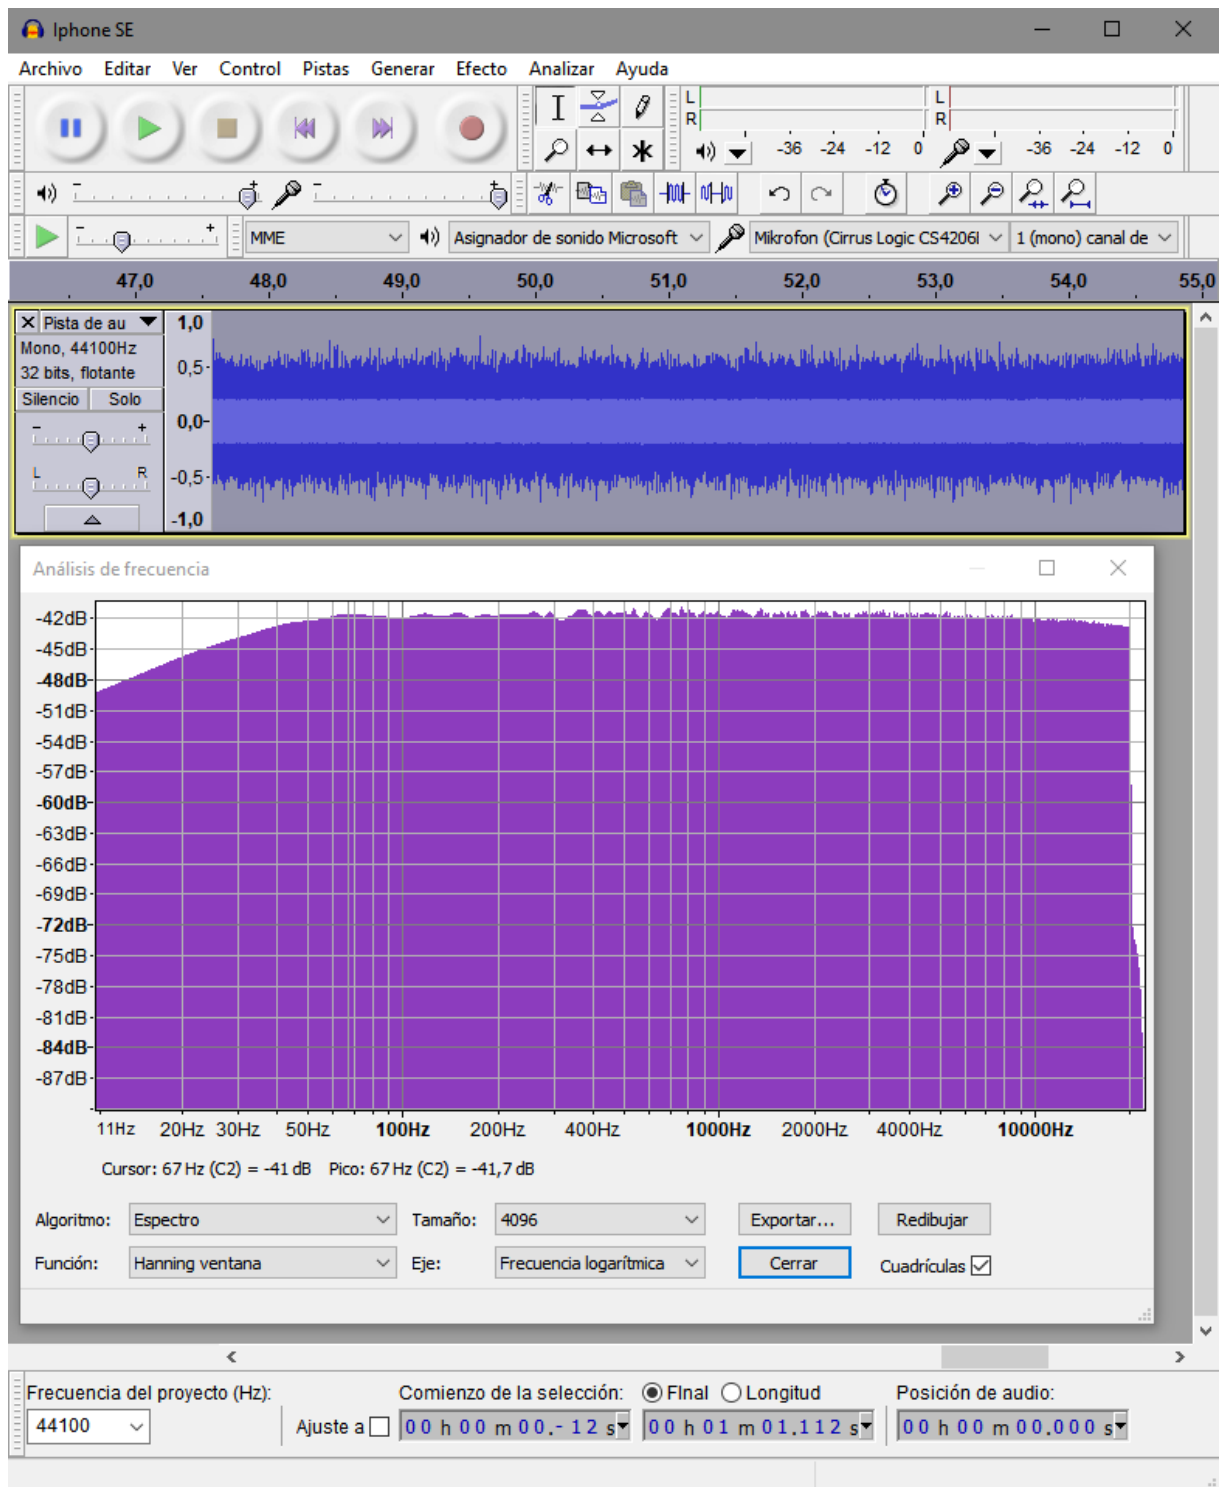 Iphone SE
Archivo Editar Ver Control Pistas Generar Efecto Analizar Ayuda
L L
R R
-36 -24 -12 0 -36 -24 -12 0
MME Asignador de sonido Microsoft Mikrofon (Cirrus Logic CS4206 1 (mono) canal de
47,0 48,0 49,0 50,0 51,0 52,0 53,0 54,0 55,0
Pista de au 1,0
Mono, 44100Hz
32 bits, flotante 0,5
Silencio Solo
- + 0,0
L R -0,5
-1,0
Análisis de frecuencia
-42dB
-45dB
-48dB
-51dB
-54dB
-57dB
-60dB
-63dB
-66dB
-69dB
-72dB
-75dB
-78dB
-81dB
-84dB
-87dB
11Hz 20Hz 30Hz 50Hz 100Hz 200Hz 400Hz 1000Hz 2000Hz 4000Hz 10000Hz
Cursor: 67 Hz (C2) = -41 dB Pico: 67 Hz (C2) = -41,7 dB
Algoritmo: Espectro Tamaño: 4096 Exportar... Redibujar
Función: Hanning ventana Eje: Frecuencia logarítmica Cerrar Cuadrículas
Frecuencia del proyecto (Hz): Comienzo de la selección: FInal Longitud Posición de audio:
44100 Ajuste a 00 h 00 m 00.-12 s 00 h 01 m 01.112 s 00 h 00 m 00.000 s